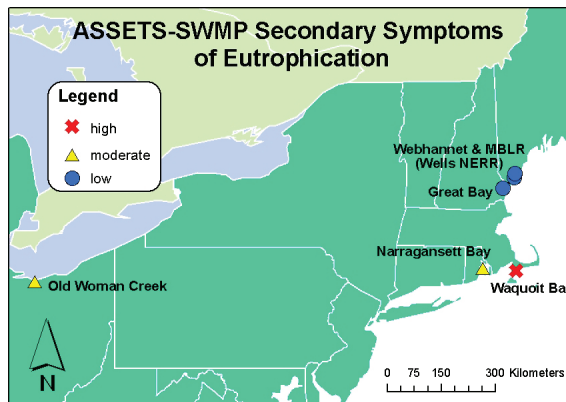 ASSETS-SWMP Secondary Symptoms
of Eutrophication
Legend
high
moderate
low
Webhannet & MBLR
(Wells NERR)
Great Bay
Narragansett Bay
Waquoit Ba
Old Woman Creek
N
0 75 150 300 Kilometers